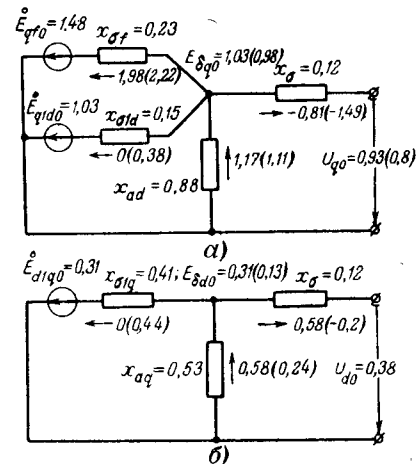 E̊qf0=1.48
xσf=0,23
1,98(2,22)
Eδq0=1,03(0,98)
xσ=0,12
E̊q1d0=1,03
xσ1d=0,15
0(0,38)
-0,81(-1,49)
1,17(1,11)
xad=0,88
Uq0=0,93(0,8)
а)
E̊d1q0=0,31
xσ1q=0,41; Eδd0=0,31(0,13)
xσ=0,12
0(0,44)
0,58(-0,2)
xaq=0,53
0,58(0,24)
Ud0=0,38
б)